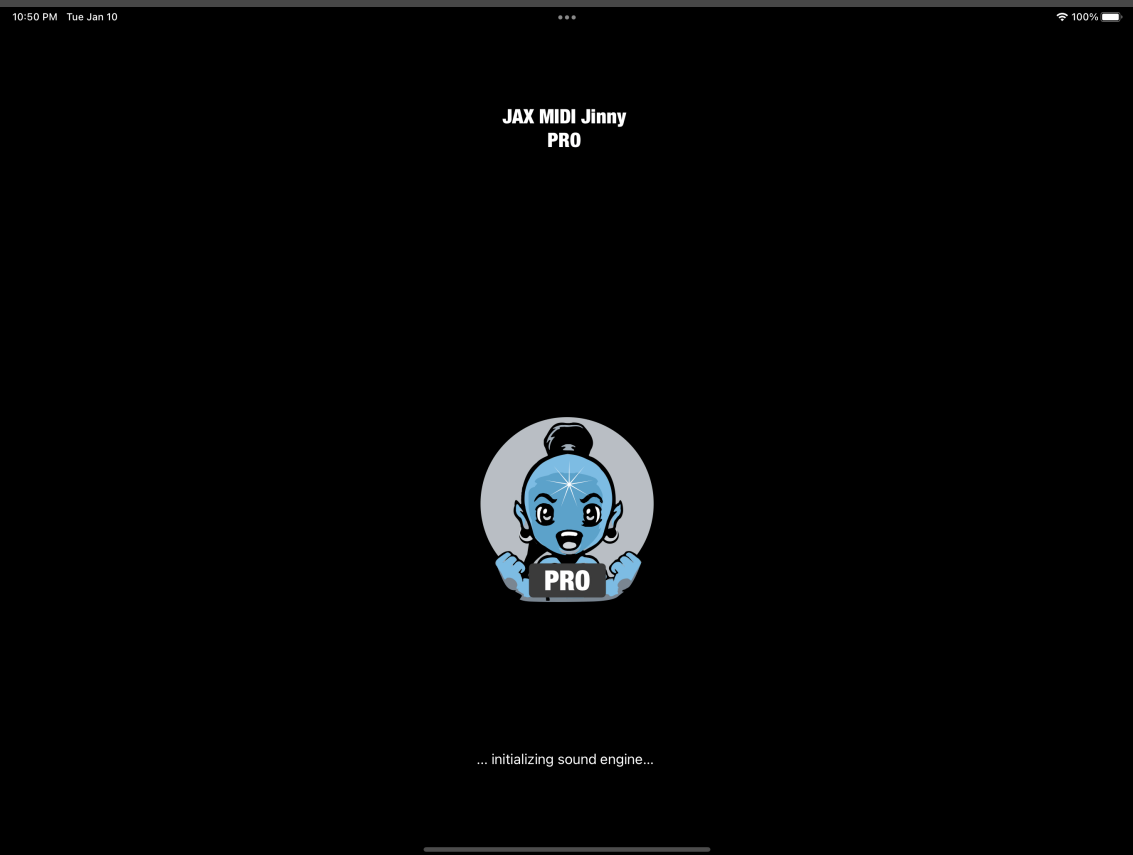 10:50 PM Tue Jan 10
100%
JAX MIDI Jinny
PRO
PRO
... initializing sound engine...